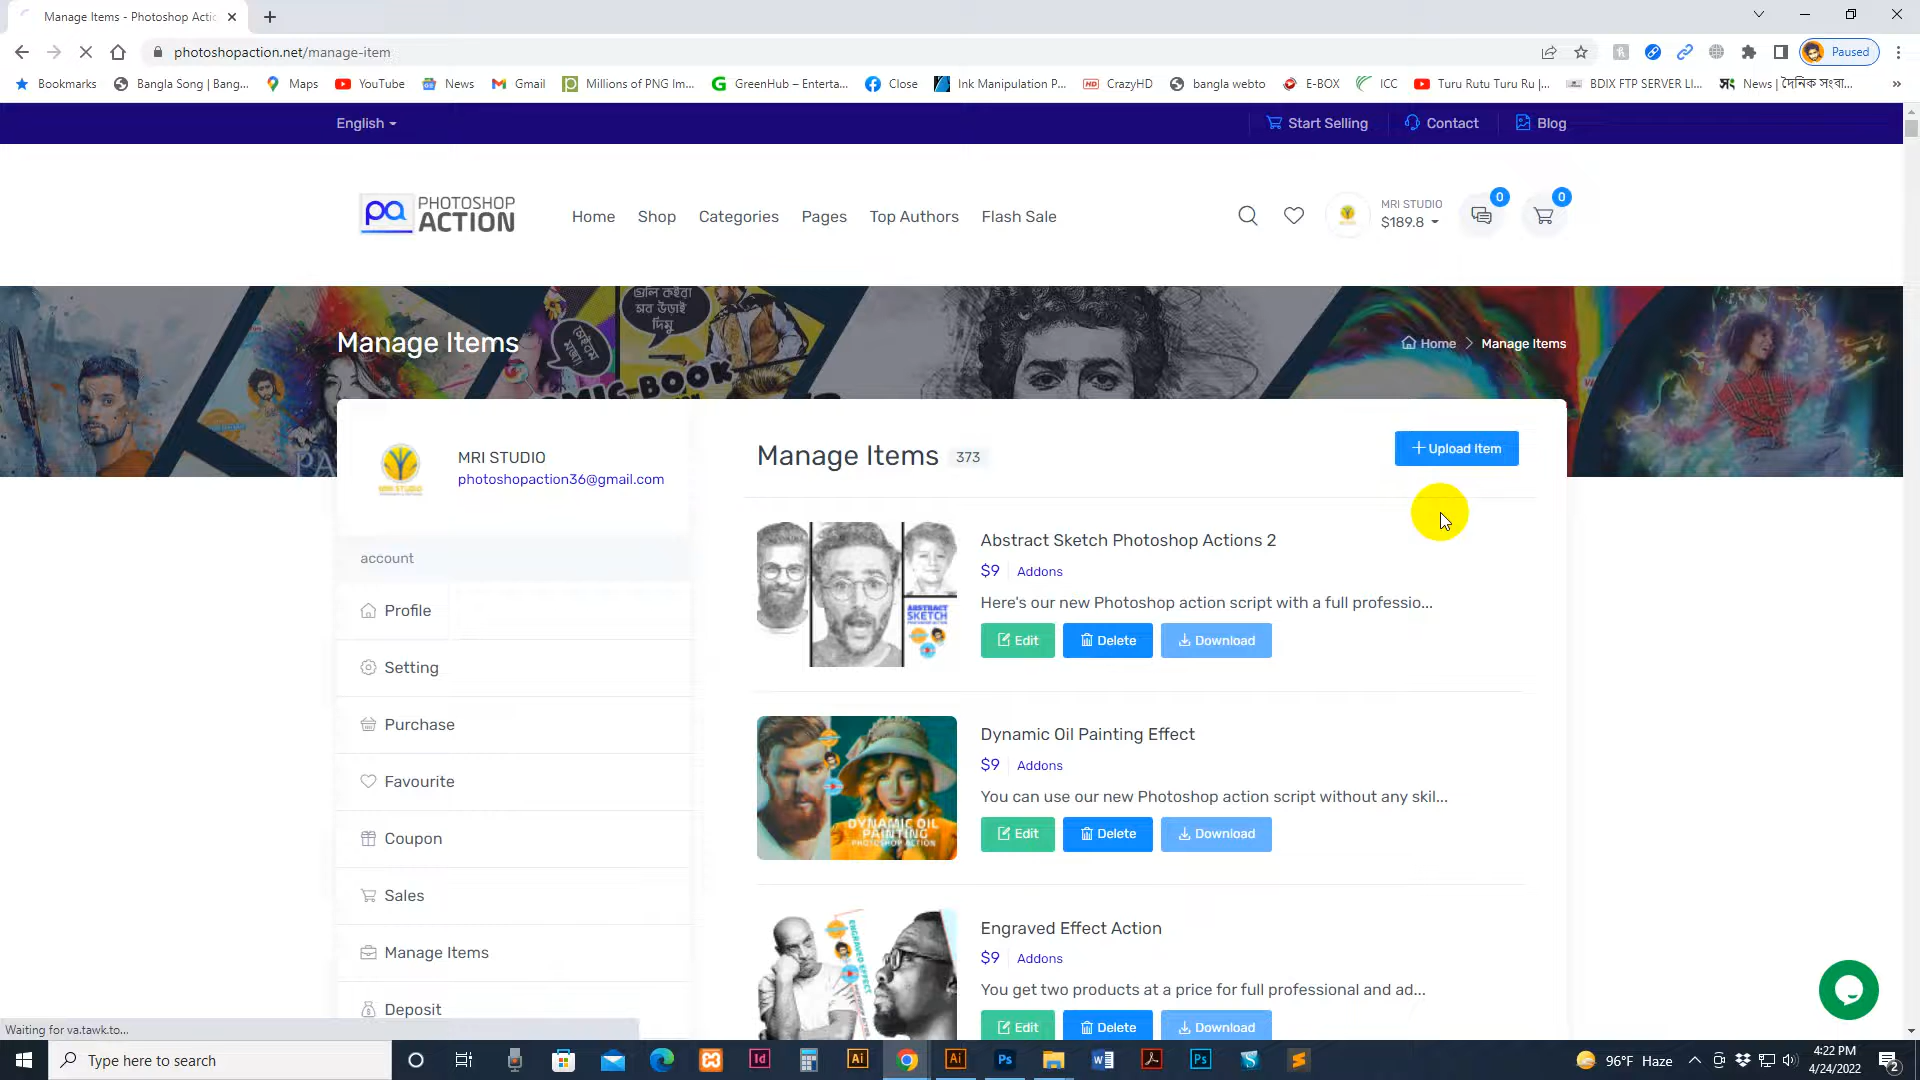 Manage Items - Photoshop Actic
photoshopaction.net/manage-item
Paused
Bookmarks
Bangla Song | Bang...
Maps
YouTube
News
Gmail
Millions of PNG Im...
GreenHub – Enterta...
Close
Ink Manipulation P...
CrazyHD
bangla webto
E-BOX
ICC
Turu Rutu Turu Ru |...
BDIX FTP SERVER LI...
News | দৈনিক সংবা...
English
Start Selling
Contact
Blog
pa PHOTOSHOP
ACTION
Home
Shop
Categories
Pages
Top Authors
Flash Sale
MRI STUDIO
$189.8
0
0
Manage Items
Home
Manage Items
MRI STUDIO
photoshopaction36@gmail.com
account
Profile
Setting
Purchase
Favourite
Coupon
Sales
Manage Items
Deposit
Manage Items 373
+ Upload Item
Abstract Sketch Photoshop Actions 2
$9 Addons
Here's our new Photoshop action script with a full professio...
Edit
Delete
Download
ABSTRACT
SKETCH
Dynamic Oil Painting Effect
$9 Addons
You can use our new Photoshop action script without any skil...
Edit
Delete
Download
DYNAMIC OIL
PAINTING
PHOTOSHOP ACTION
Engraved Effect Action
$9 Addons
You get two products at a price for full professional and ad...
Edit
Delete
Download
ENGRAVED EFFECT
Waiting for va.tawk.to...
Type here to search
96°F Haze
4:22 PM
4/24/2022
2